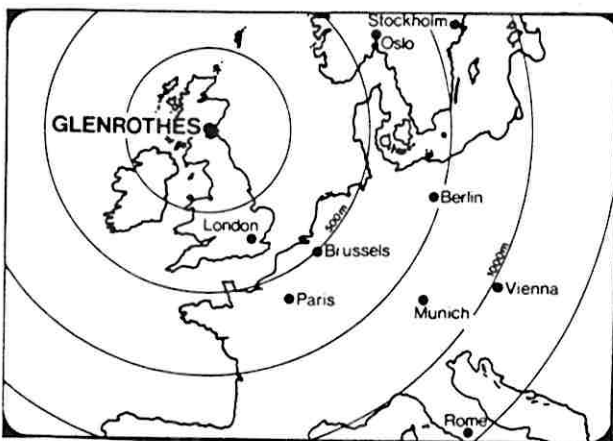 Stockholm
Oslo
GLENROTHES
Berlin
London
500m
Brussels
1000m
Vienna
Paris
Munich
Rome